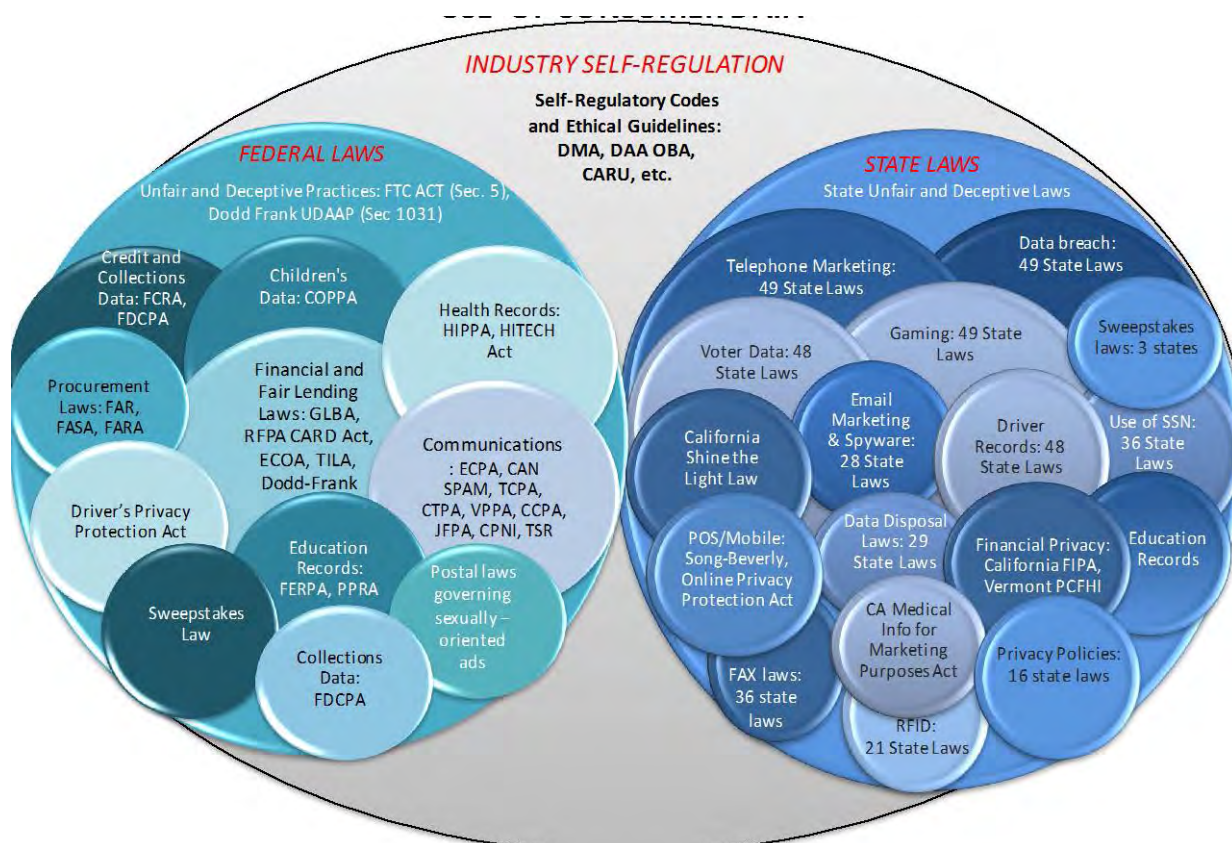 INDUSTRY SELF-REGULATION
Self-Regulatory Codes
and Ethical Guidelines:
DMA, DAA OBA,
CARU, etc.
FEDERAL LAWS
Unfair and Deceptive Practices: FTC ACT (Sec. 5),
Dodd Frank UDAAP (Sec 1031)
Credit and
Collections
Data: FCRA,
FDCPA
Children's
Data: COPPA
Health Records:
HIPPA, HITECH
Act
Procurement
Laws: FAR,
FASA, FARA
Financial and
Fair Lending
Laws: GLBA,
RFPA CARD Act,
ECOA, TILA,
Dodd-Frank
Communications
: ECPA, CAN
SPAM, TCPA,
CTPA, VPPA, CCPA,
JFPA, CPNI, TSR
Driver's Privacy
Protection Act
Education
Records:
FERPA, PPRA
Postal laws
governing
sexually –
oriented
ads
Sweepstakes
Law
Collections
Data:
FDCPA
STATE LAWS
State Unfair and Deceptive Laws
Telephone Marketing:
49 State Laws
Data breach:
49 State Laws
Voter Data: 48
State Laws
Gaming: 49 State
Laws
Sweepstakes
laws: 3 states
California
Shine the
Light Law
Email
Marketing
& Spyware:
28 State
Laws
Driver
Records: 48
State Laws
Use of SSN:
36 State
Laws
POS/Mobile:
Song-Beverly,
Online Privacy
Protection Act
Data Disposal
Laws: 29
State Laws
Financial Privacy:
California FIPA,
Vermont PCFHI
Education
Records
CA Medical
Info for
Marketing
Purposes Act
FAX laws:
36 state
laws
Privacy Policies:
16 state laws
RFID:
21 State Laws